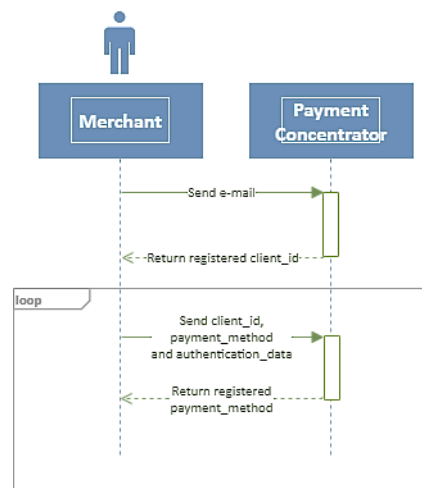 Merchant
Payment
Concentrator
Send e-mail
Return registered client_id
loop
Send client_id,
payment_method
and authentication_data
Return registered
payment_method